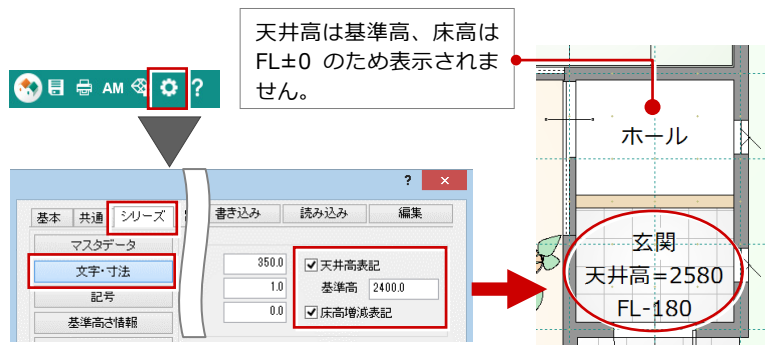 天井高は基準高、床高は
FL±0 のため表示されま
せん。
AM
?
ホール
?
×
基本
共通
シリーズ
書き込み
読み込み
編集
マスタデータ
文字・寸法
記号
基準高さ情報
350.0
1.0
0.0
天井高表記
基準高 2400.0
床高増減表記
玄関
天井高=2580
FL-180